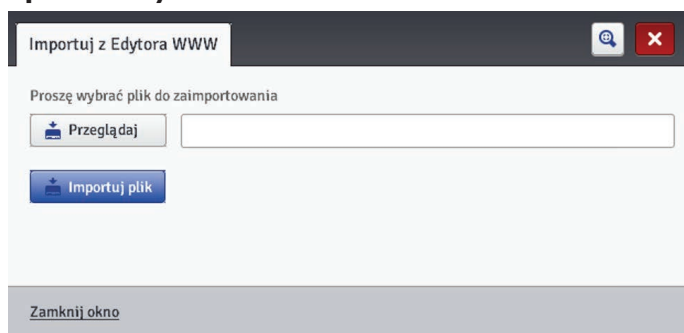 Importuj z Edytora WWW
Proszę wybrać plik do zaimportowania
Przeglądaj
Importuj plik
Zamknij okno